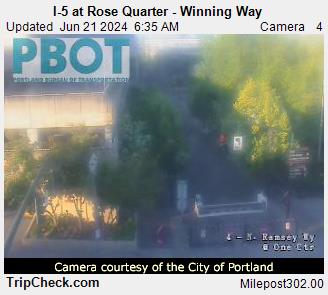 I-5 at Rose Quarter - Winning Way
Updated Jun 21 2024 6:35 AM Camera 4
PBOT
PORTLAND BUREAU OF TRANSPORTATION
4 - N. Ramsey Wy
@ One Ctr
Camera courtesy of the City of Portland
TripCheck.com Milepost302.00